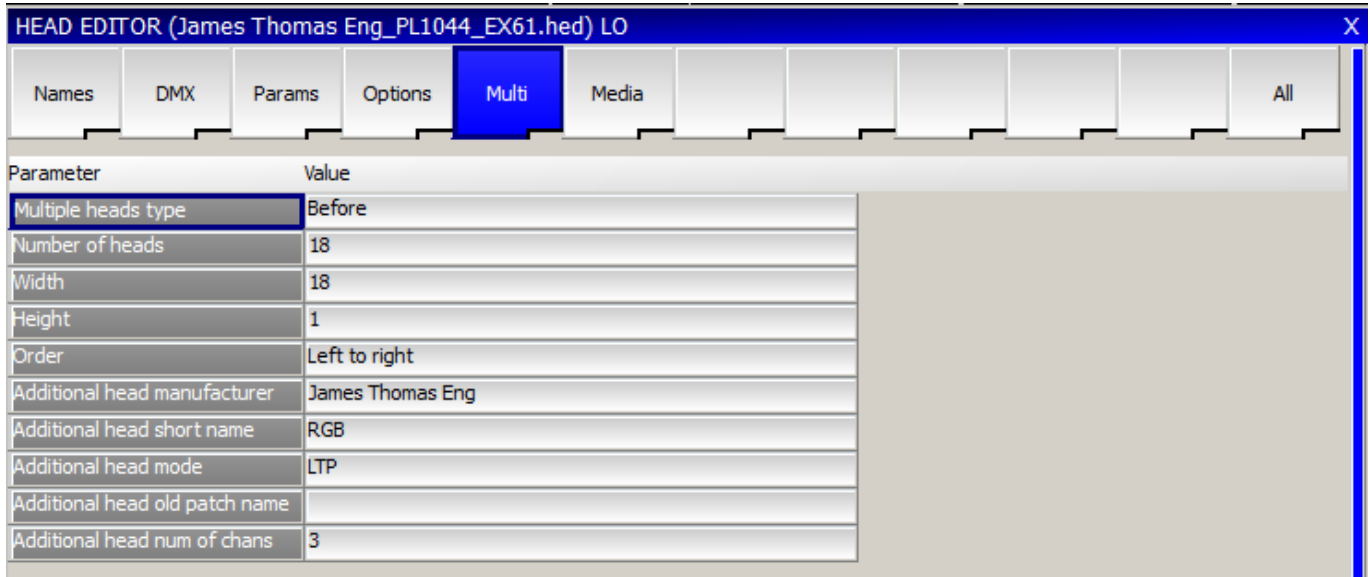 HEAD EDITOR (James Thomas Eng_PL1044_EX61.hed) LO X
Names DMX Params Options Multi Media All
Parameter Value
Multiple heads type Before
Number of heads 18
Width 18
Height 1
Order Left to right
Additional head manufacturer James Thomas Eng
Additional head short name RGB
Additional head mode LTP
Additional head old patch name
Additional head num of chans 3